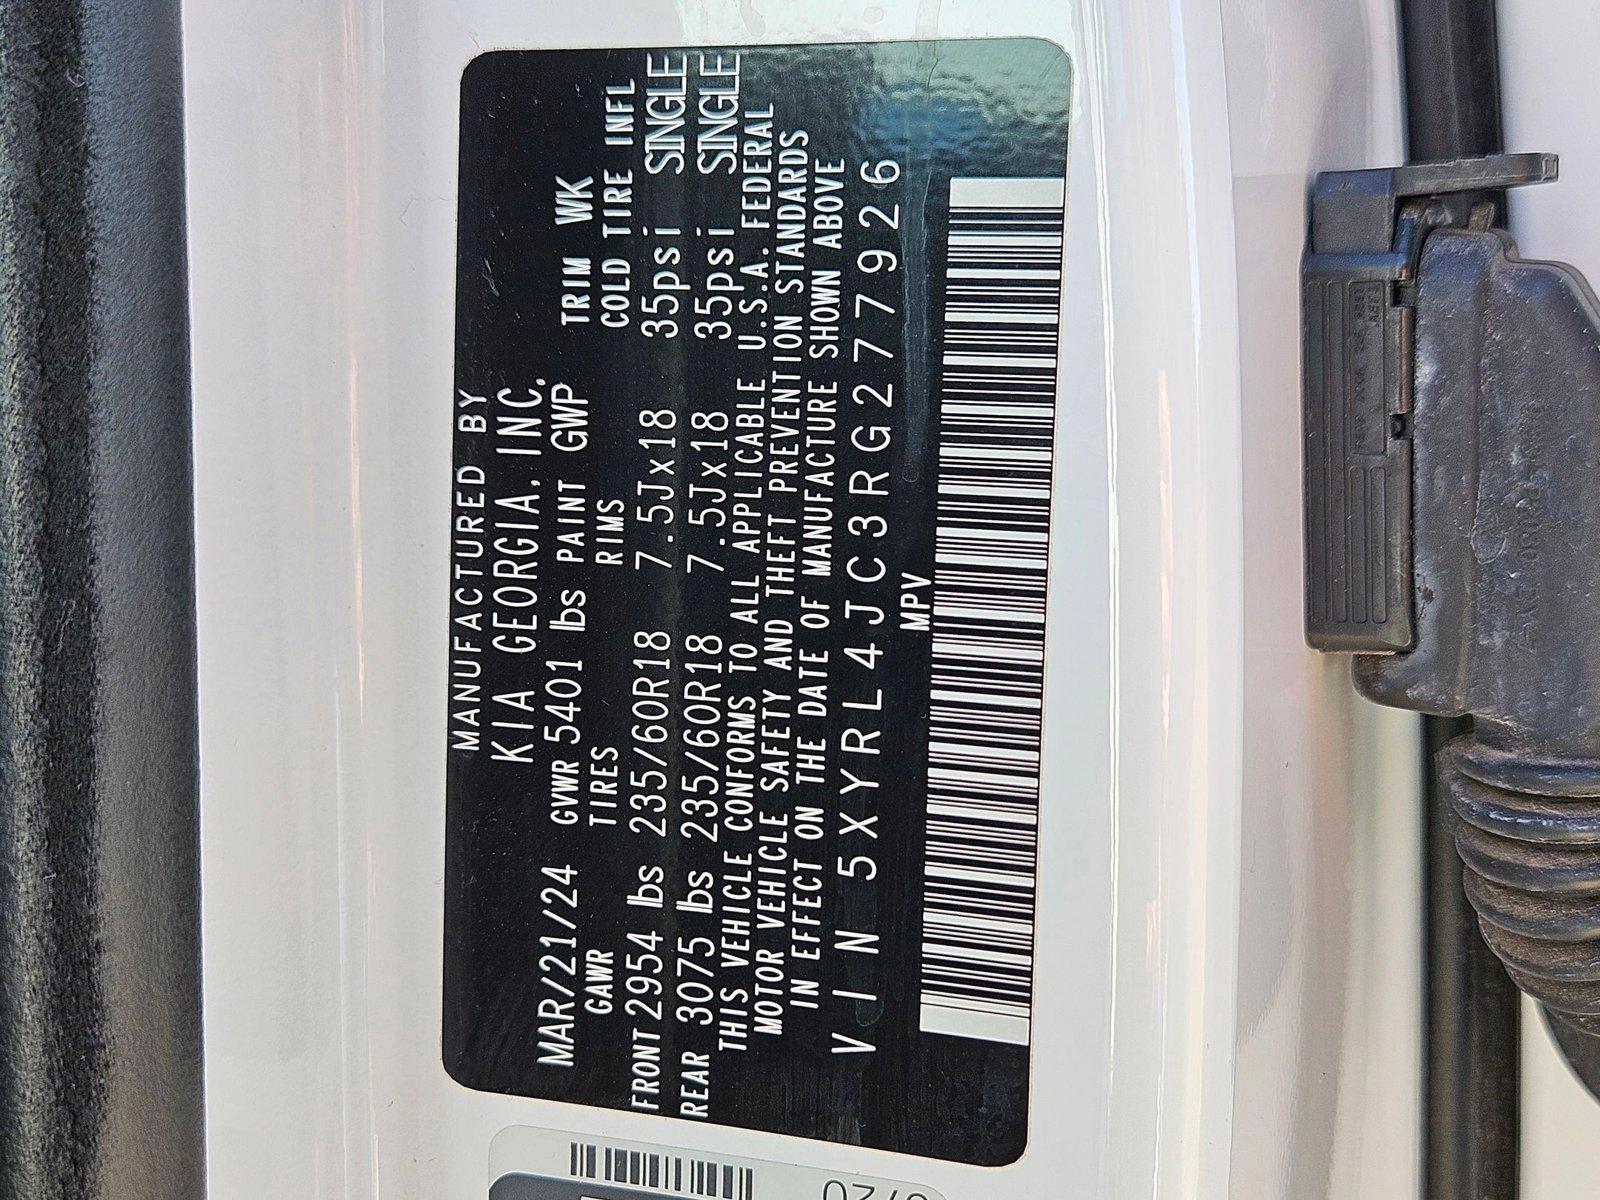 MANUFACTURED BY
KIA GEORGIA, INC.
MAR/21/24 GVWR 5401 lbs PAINT GWP TRIM WK
GAWR TIRES RIMS COLD TIRE INFL
FRONT 2954 lbs 235/60R18 7.5Jx18 35psi SINGLE
REAR 3075 lbs 235/60R18 7.5Jx18 35psi SINGLE
THIS VEHICLE CONFORMS TO ALL APPLICABLE U.S.A. FEDERAL
MOTOR VEHICLE SAFETY AND THEFT PREVENTION STANDARDS
IN EFFECT ON THE DATE OF MANUFACTURE SHOWN ABOVE
VIN 5XYRL4JC3RG277926
MPV